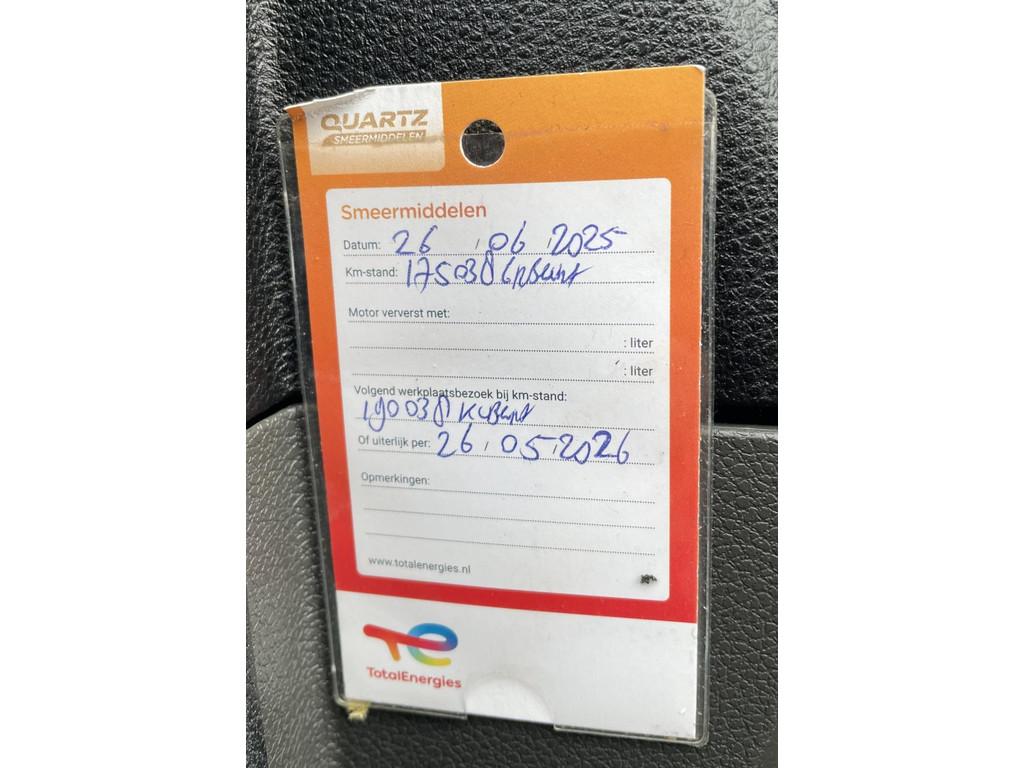 QUARTZ
SMEERMIDDELEN
Smeermiddelen
Datum: 26 / 06 / 2025
Km-stand: 175038
Motor ververst met:
: liter
: liter
Volgend werkplaatsbezoek bij km-stand:
190038
Of uiterlijk per: 26 / 05 / 2026
Opmerkingen:
www.totalenergies.nl
TotalEnergies